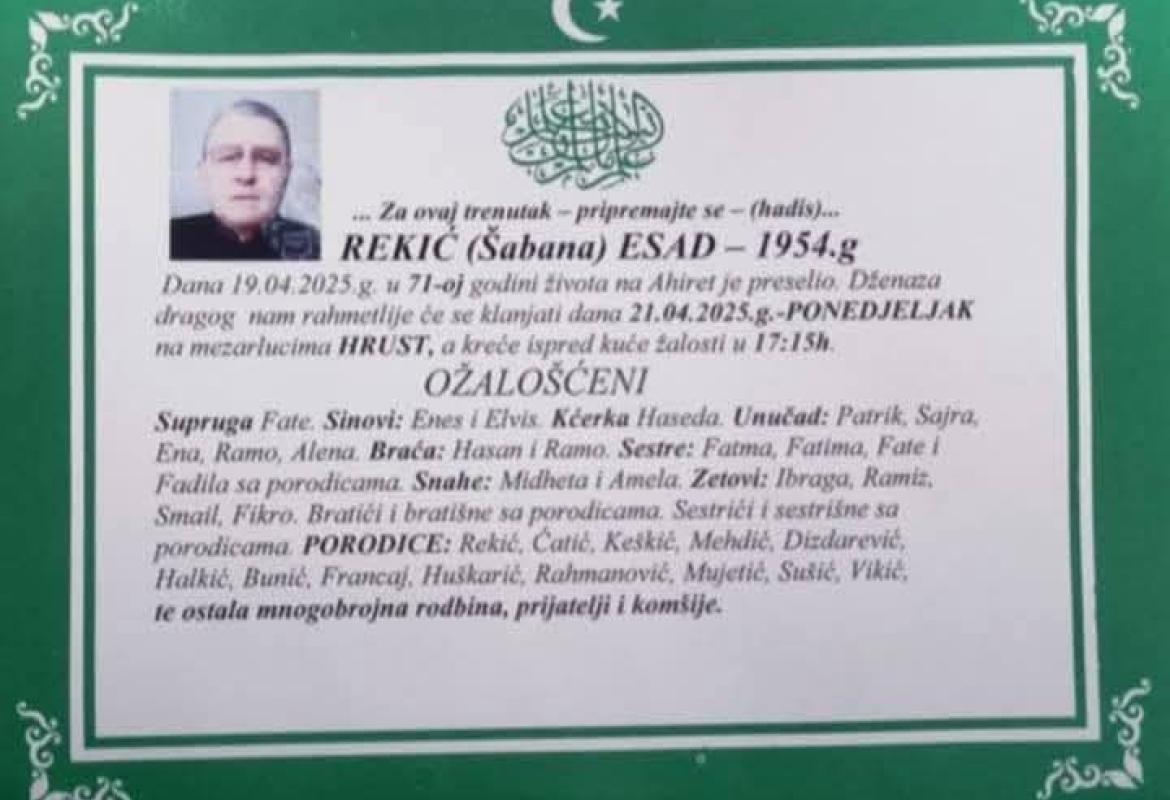 ... Za ovaj trenutak – pripremajte se – (hadis)...
REKIĆ (Šabana) ESAD – 1954.g
Dana 19.04.2025.g. u 71-oj godini života na Ahiret je preselio. Dženaza
dragog nam rahmetlije će se klanjati dana 21.04.2025.g.-PONEDJELJAK
na mezarlucima HRUST, a kreće ispred kuće žalosti u 17:15h.
OŽALOŠĆENI
Supruga Fate. Sinovi: Enes i Elvis. Kćerka Haseda. Unučad: Patrik, Sajra,
Ena, Ramo, Alena. Braća: Hasan i Ramo. Sestre: Fatma, Fatima, Fate i
Fadila sa porodicama. Snahe: Midheta i Amela. Zetovi: Ibraga, Ramiz,
Smail, Fikro. Bratići i bratišne sa porodicama. Sestrići i sestrišne sa
porodicama. PORODICE: Rekić, Ćatić, Keškić, Mehdić, Dizdarević,
Halkić, Bunić, Francaj, Huškarić, Rahmanović, Mujetić, Sušić, Vikić,
te ostala mnogobrojna rodbina, prijatelji i komšije.